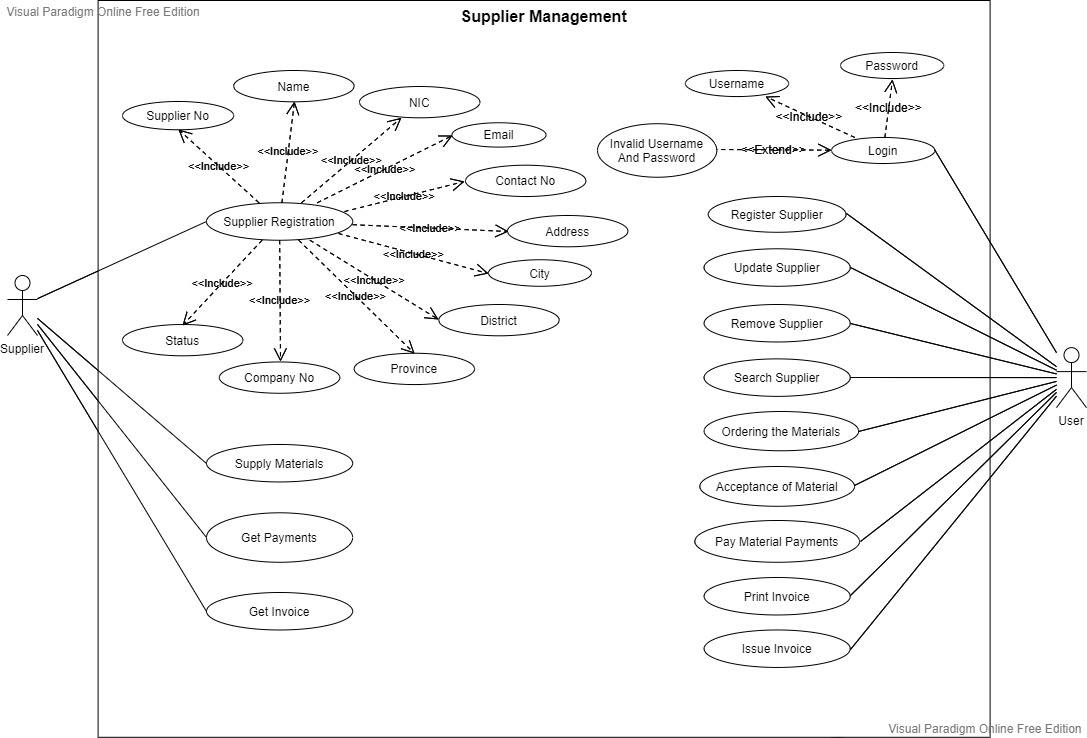 Visual Paradigm Online Free Edition
Supplier Management
Name
NIC
Supplier No
Email
Contact No
Address
City
District
Province
Company No
Status
Supplier Registration
<<Include>>
<<Include>>
<<Include>>
<<Include>>
<<Include>>
<<Include>>
<<Include>>
<<Include>>
<<Include>>
<<Include>>
<<Include>>
Supplier
Supply Materials
Get Payments
Get Invoice
Username
Password
<<Include>>
<<Include>>
Invalid Username
And Password
<<Extend>>
Login
Register Supplier
Update Supplier
Remove Supplier
Search Supplier
Ordering the Materials
Acceptance of Material
Pay Material Payments
Print Invoice
Issue Invoice
User
Visual Paradigm Online Free Edition